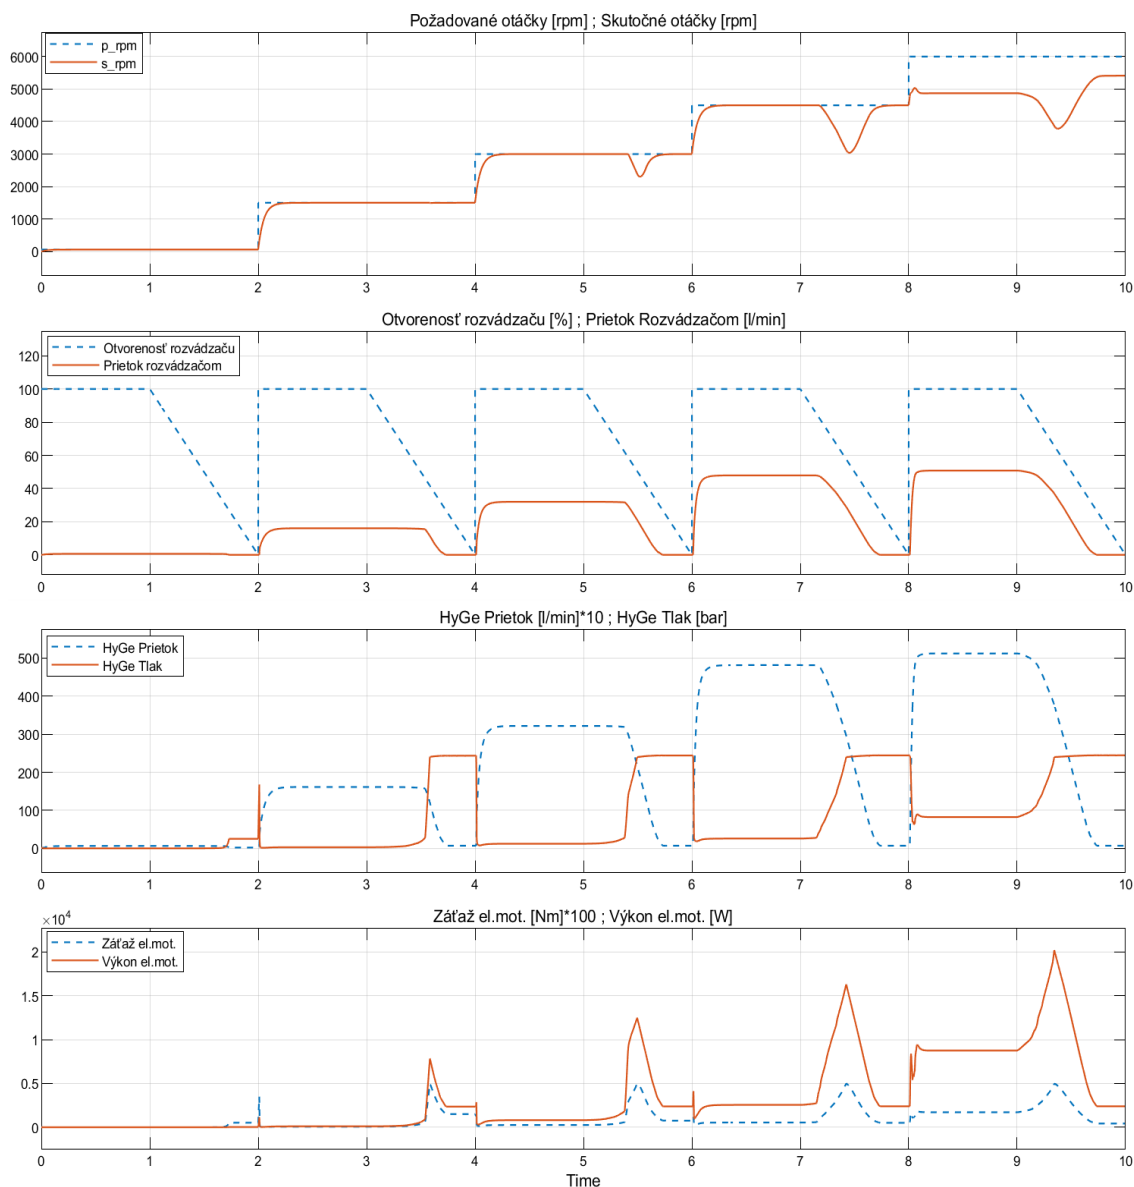 Požadované otáčky [rpm] ; Skutočné otáčky [rpm]
p_rpm
s_rpm
6000
5000
4000
3000
2000
1000
0
0 1 2 3 4 5 6 7 8 9 10
Otvorenosť rozvádzaču [%] ; Prietok Rozvádzačom [l/min]
Otvorenosť rozvádzaču
Prietok rozvádzačom
120
100
80
60
40
20
0
0 1 2 3 4 5 6 7 8 9 10
HyGe Prietok [l/min]*10 ; HyGe Tlak [bar]
HyGe Prietok
HyGe Tlak
500
400
300
200
100
0
0 1 2 3 4 5 6 7 8 9 10
×10⁴
Záťaž el.mot. [Nm]*100 ; Výkon el.mot. [W]
Záťaž el.mot.
Výkon el.mot.
2
1.5
1
0.5
0
0 1 2 3 4 5 6 7 8 9 10
Time